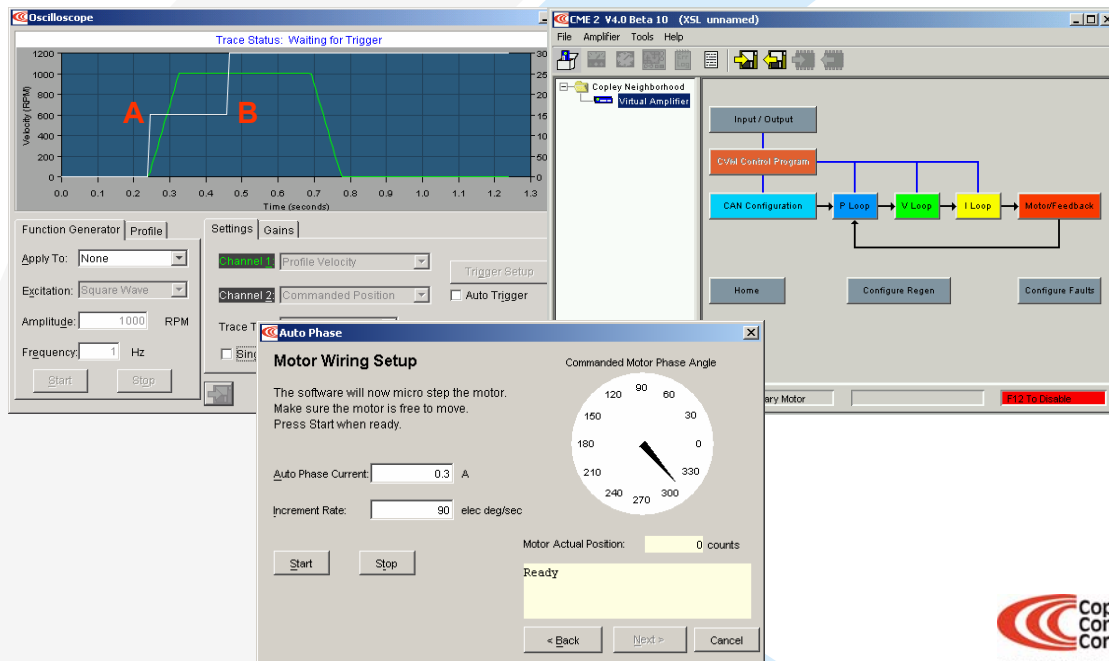 Oscilloscope
Trace Status: Waiting for Trigger
1200
1000
800
600
400
200
0
Velocity (RPM)
A
B
30
25
20
15
10
50
0
0.0 0.1 0.2 0.3 0.4 0.5 0.6 0.7 0.8 0.9 1.0 1.1 1.2 1.3
Time (seconds)
Function Generator Profile
Apply To: None
Excitation: Square Wave
Amplitude: 1000 RPM
Frequency: 1 Hz
Start Stop
Settings Gains
Channel 1: Profile Velocity
Channel 2: Commanded Position
Trigger Setup
Auto Trigger
Trace T
Sing
CME 2 V4.0 Beta 10 (XSL unnamed)
File Amplifier Tools Help
Copley Neighborhood
Virtual Amplifier
Input / Output
CVM Control Program
CAN Configuration P Loop V Loop I Loop Motor/Feedback
Home Configure Regen Configure Faults
ary Motor
F12 To Disable
Auto Phase
Motor Wiring Setup
The software will now micro step the motor.
Make sure the motor is free to move.
Press Start when ready.
Auto Phase Current: 0.3 A
Increment Rate: 90 elec deg/sec
Start Stop
Commanded Motor Phase Angle
90
120 60
150 30
180 0
210 330
240 300
270
Motor Actual Position: 0 counts
Ready
< Back Next > Cancel
Cop
Con
Cor